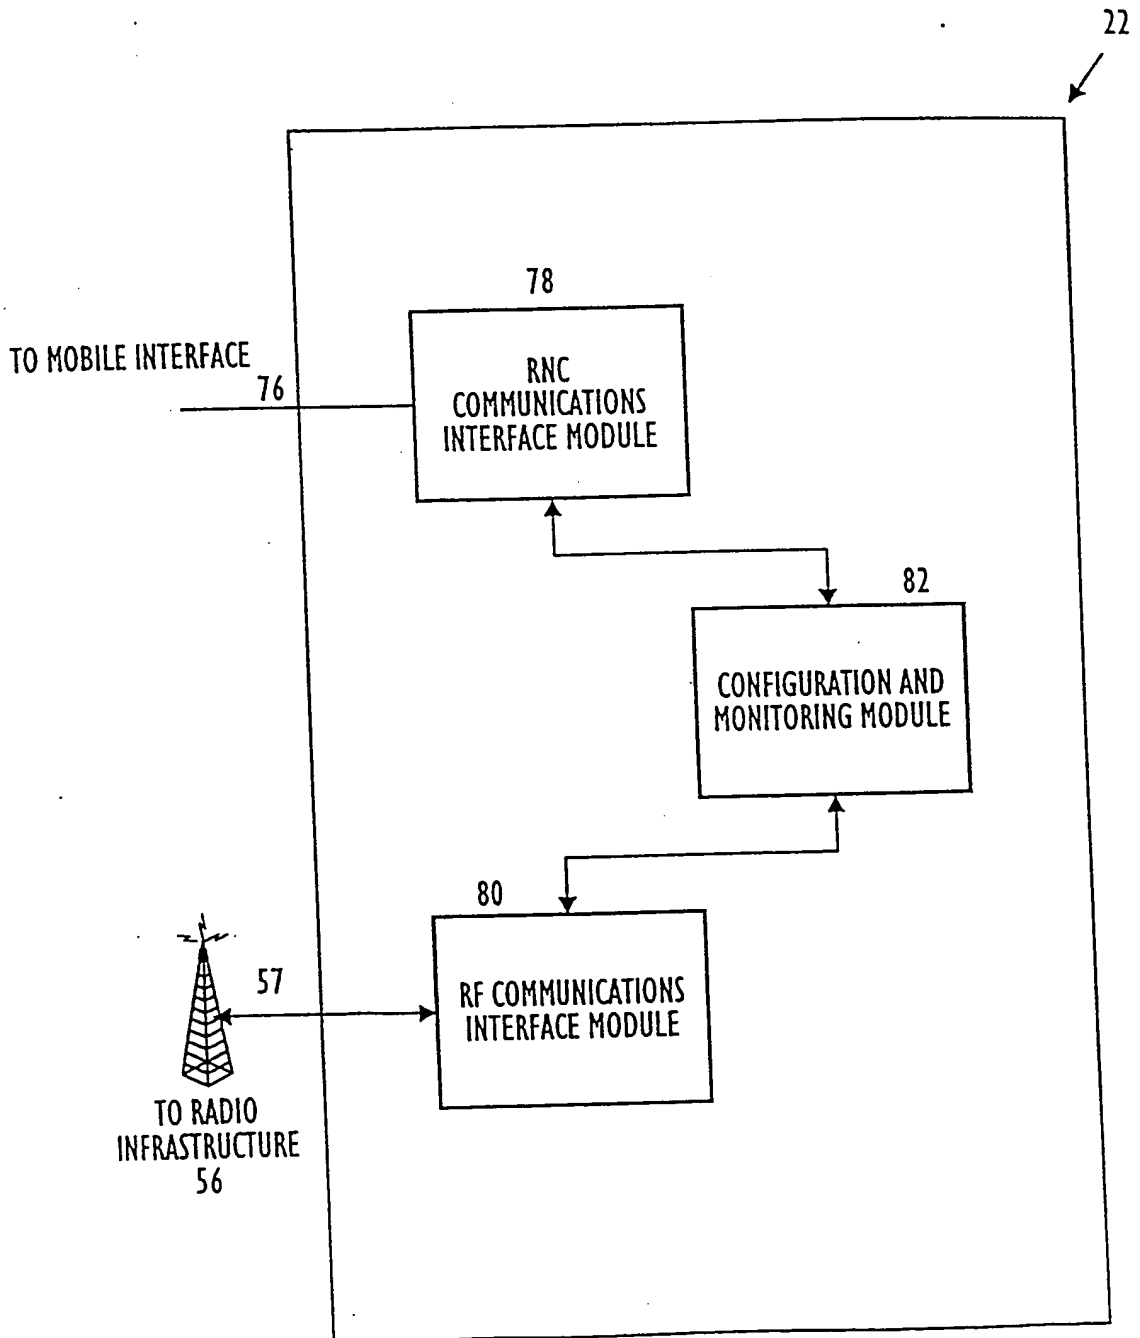 22
78
RNC
COMMUNICATIONS
INTERFACE MODULE
TO MOBILE INTERFACE
76
82
CONFIGURATION AND
MONITORING MODULE
80
RF COMMUNICATIONS
INTERFACE MODULE
57
TO RADIO
INFRASTRUCTURE
56